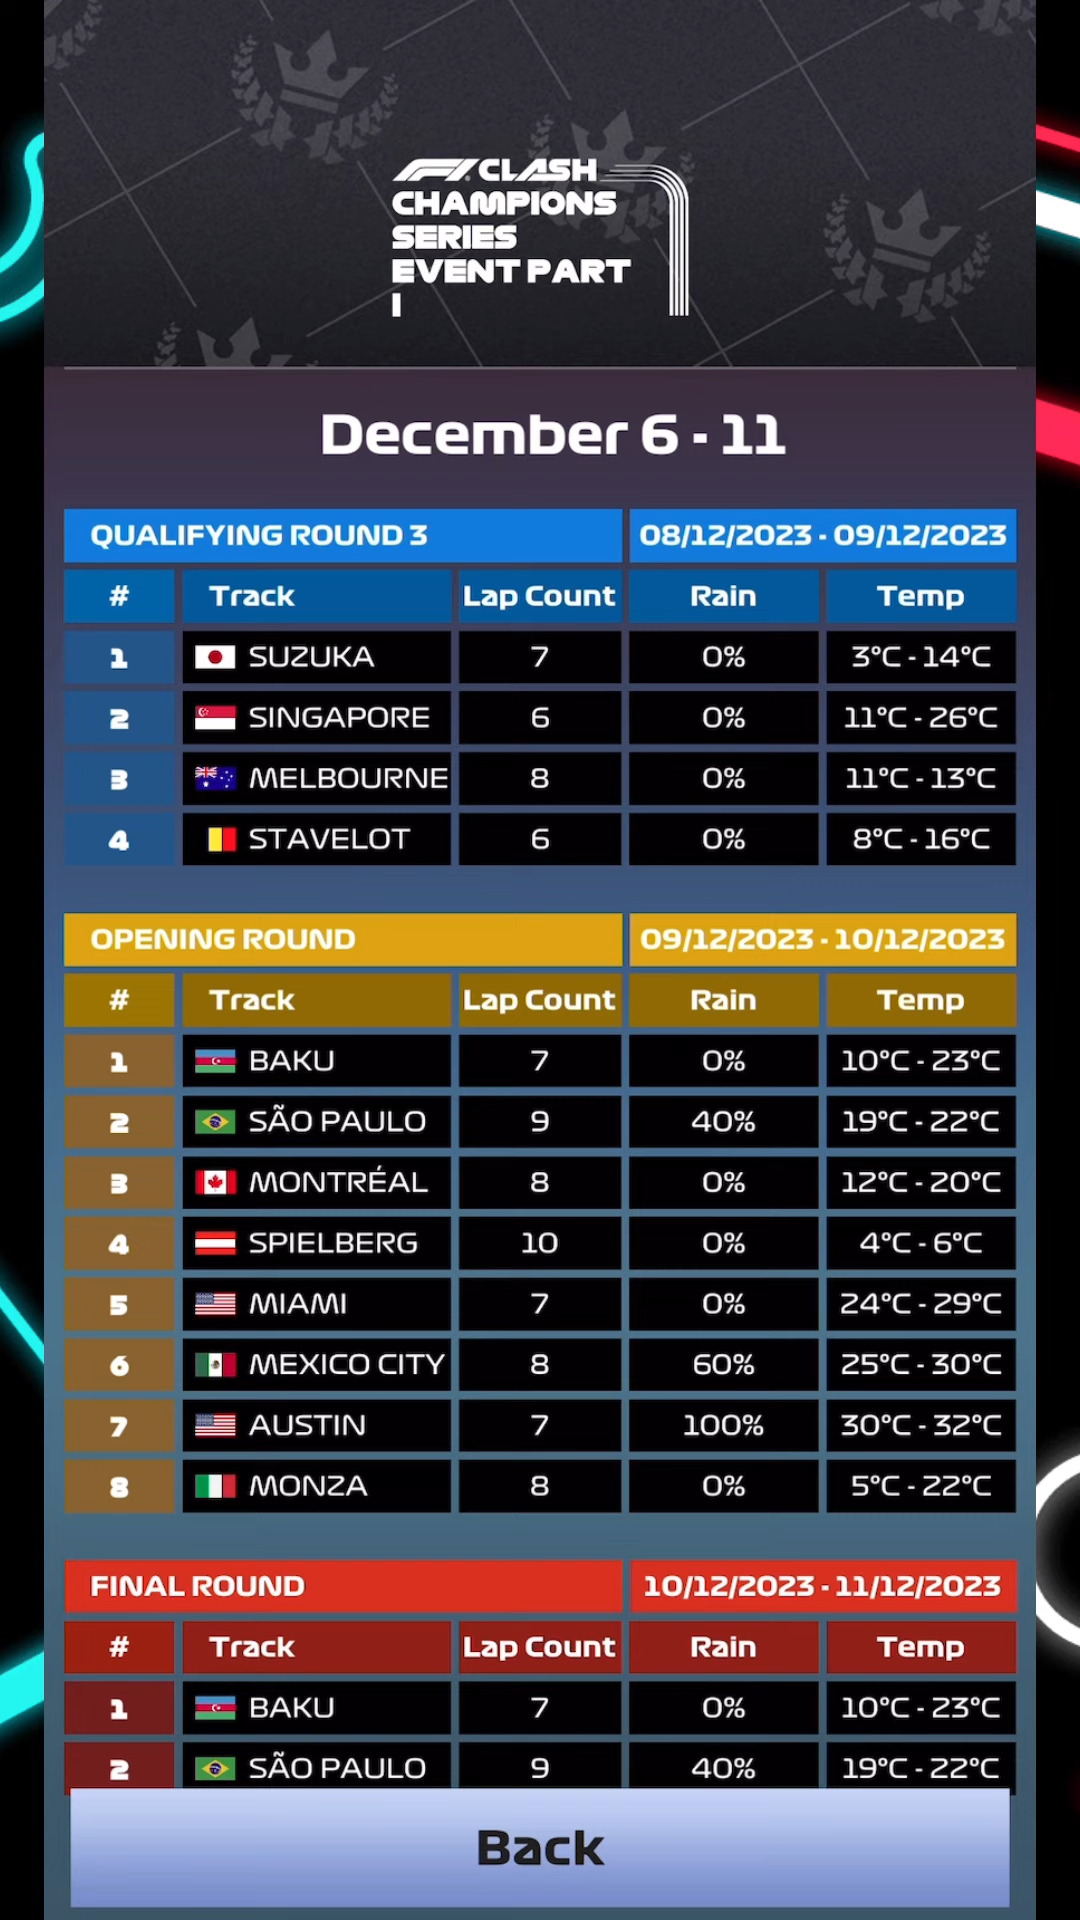 F1. CLASH
CHAMPIONS
SERIES
EVENT PART
I
December 6 - 11
QUALIFYING ROUND 3 08/12/2023 - 09/12/2023
# Track Lap Count Rain Temp
1 SUZUKA 7 0% 3°C - 14°C
2 SINGAPORE 6 0% 11°C - 26°C
3 MELBOURNE 8 0% 11°C - 13°C
4 STAVELOT 6 0% 8°C - 16°C
OPENING ROUND 09/12/2023 - 10/12/2023
# Track Lap Count Rain Temp
1 BAKU 7 0% 10°C - 23°C
2 SÃO PAULO 9 40% 19°C - 22°C
3 MONTRÉAL 8 0% 12°C - 20°C
4 SPIELBERG 10 0% 4°C - 6°C
5 MIAMI 7 0% 24°C - 29°C
6 MEXICO CITY 8 60% 25°C - 30°C
7 AUSTIN 7 100% 30°C - 32°C
8 MONZA 8 0% 5°C - 22°C
FINAL ROUND 10/12/2023 - 11/12/2023
# Track Lap Count Rain Temp
1 BAKU 7 0% 10°C - 23°C
2 SÃO PAULO 9 40% 19°C - 22°C
Back